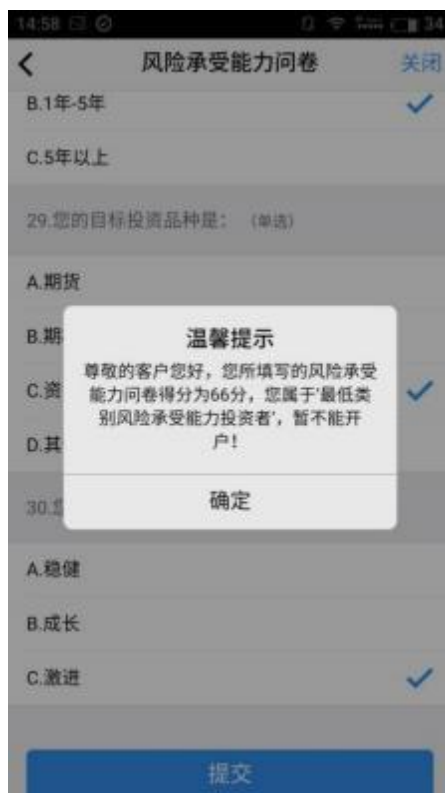 14:58
风险承受能力问卷
关闭
B.1年-5年
C.5年以上
29.您的目标投资品种是: (单选)
A.期货
B.期
C.资
D.其
温馨提示
尊敬的客户您好，您所填写的风险承受
能力问卷得分为66分，您属于'最低类
别风险承受能力投资者'，暂不能开
户！
确定
30.
A.稳健
B.成长
C.激进
提交